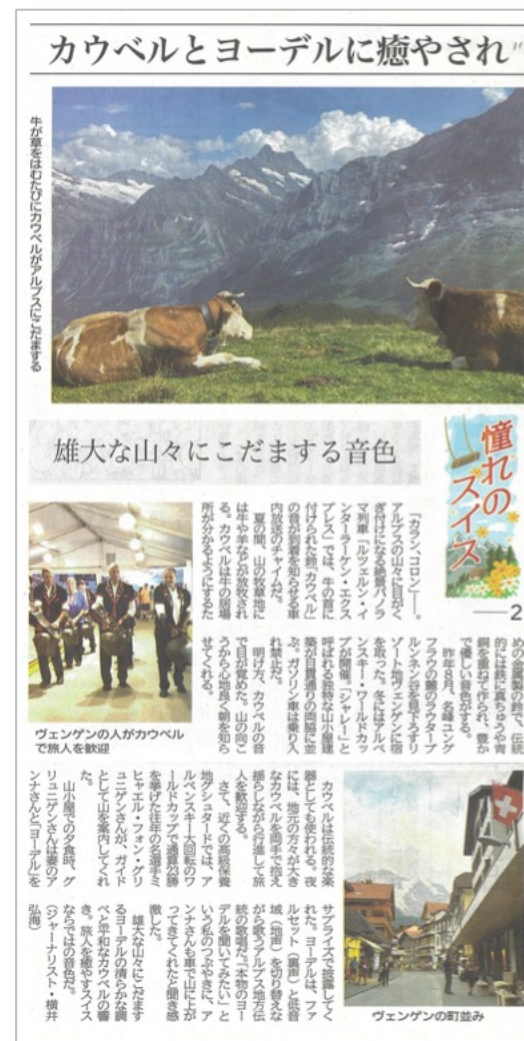 カウベルとヨーデルに癒やされ
牛が草をはむたびにカウベルがアルプスにこだまする
憧れの
スイス
―2
雄大な山々にこだまする音色
「カラン、コロン」―。
アルプスの山々に目がく
ぎ付けになる絶景パノラ
マ列車「ルツェルン・イ
ンターラーケン・エクス
プレス」では、牛の首に
付けられた鈴「カウベル」
の音が到着を知らせる車
内放送のチャイムだ。
夏の間、山の牧草地に
は牛や羊などが放牧され
る。カウベルは牛の居場
所が分かるようにするた
めの金属製の鈴で、伝統
的には鉄に真ちゅうや青
銅を重ねて作られ、豊か
で優しい音色がする。
昨年8月、名峰ユング
フラウの麓のラウターブ
ルンネン谷を見下ろすリ
ゾート地ヴェンゲンに宿
を取った。冬にはアルペ
ンスキー・ワールドカッ
プが開催。「シャレー」と
呼ばれる独特な山小屋建
築が目貫通りの両脇に並
ぶ。ガソリン車は乗り入
れ禁止だ。
明け方、カウベルの音
で目が覚めた。山の向こ
うから心地良く朝を知ら
せてくれる。
ヴェンゲンの人がカウベル
で旅人を歓迎
カウベルは伝統的な楽
器としても使われる。夜
には、地元の方々が大き
なカウベルを両手で抱え
揺らしながら行進して旅
人を歓迎する。
さて、近くの高級保養
地グシュタードでは、ア
ルペンスキー大回転のワ
ールドカップで通算23勝
を挙げた往年の名選手ミ
ヒャエル・フォン・グリ
ュニゲンさんが、ガイド
として山を案内してくれ
た。
山小屋での夕食時、グ
リュニゲンさんは妻のア
ンナさんと「ヨーデル」を
サプライズで披露してく
れた。ヨーデルは、ファ
ルセット（裏声）と低音
域（地声）を切り替えな
がら歌うアルプス地方伝
統の歌唱だ。「本物のヨー
デルを聞いてみたい」と
いう私のつぶやきに、ア
ンナさんも車で山に上が
ってきてくれたと聞き感
激した。
雄大な山々にこだます
るヨーデルの清らかな調
べと平和なカウベルの響
き。旅人を癒やすスイス
ならではの音色だ。
（ジャーナリスト・横井
弘海）
ヴェンゲンの町並み